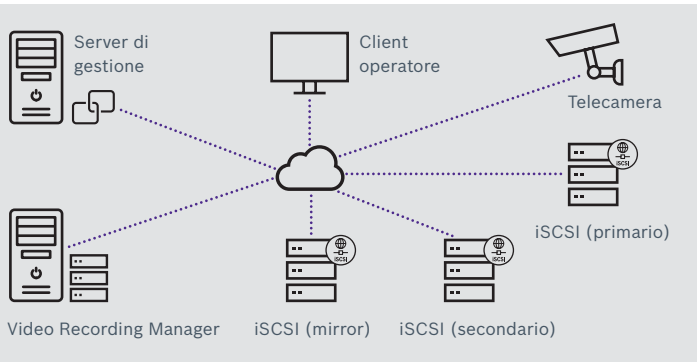 Server di
gestione
Client
operatore
Telecamera
iSCSI
iSCSI (primario)
iSCSI
iSCSI
Video Recording Manager
iSCSI (mirror)
iSCSI (secondario)